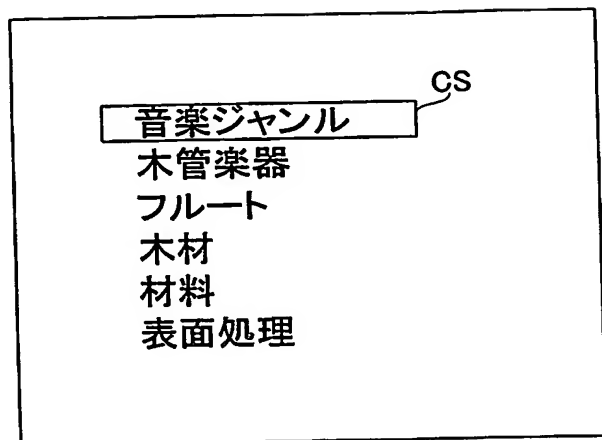 CS
音楽ジャンル
木管楽器
フルート
木材
材料
表面処理